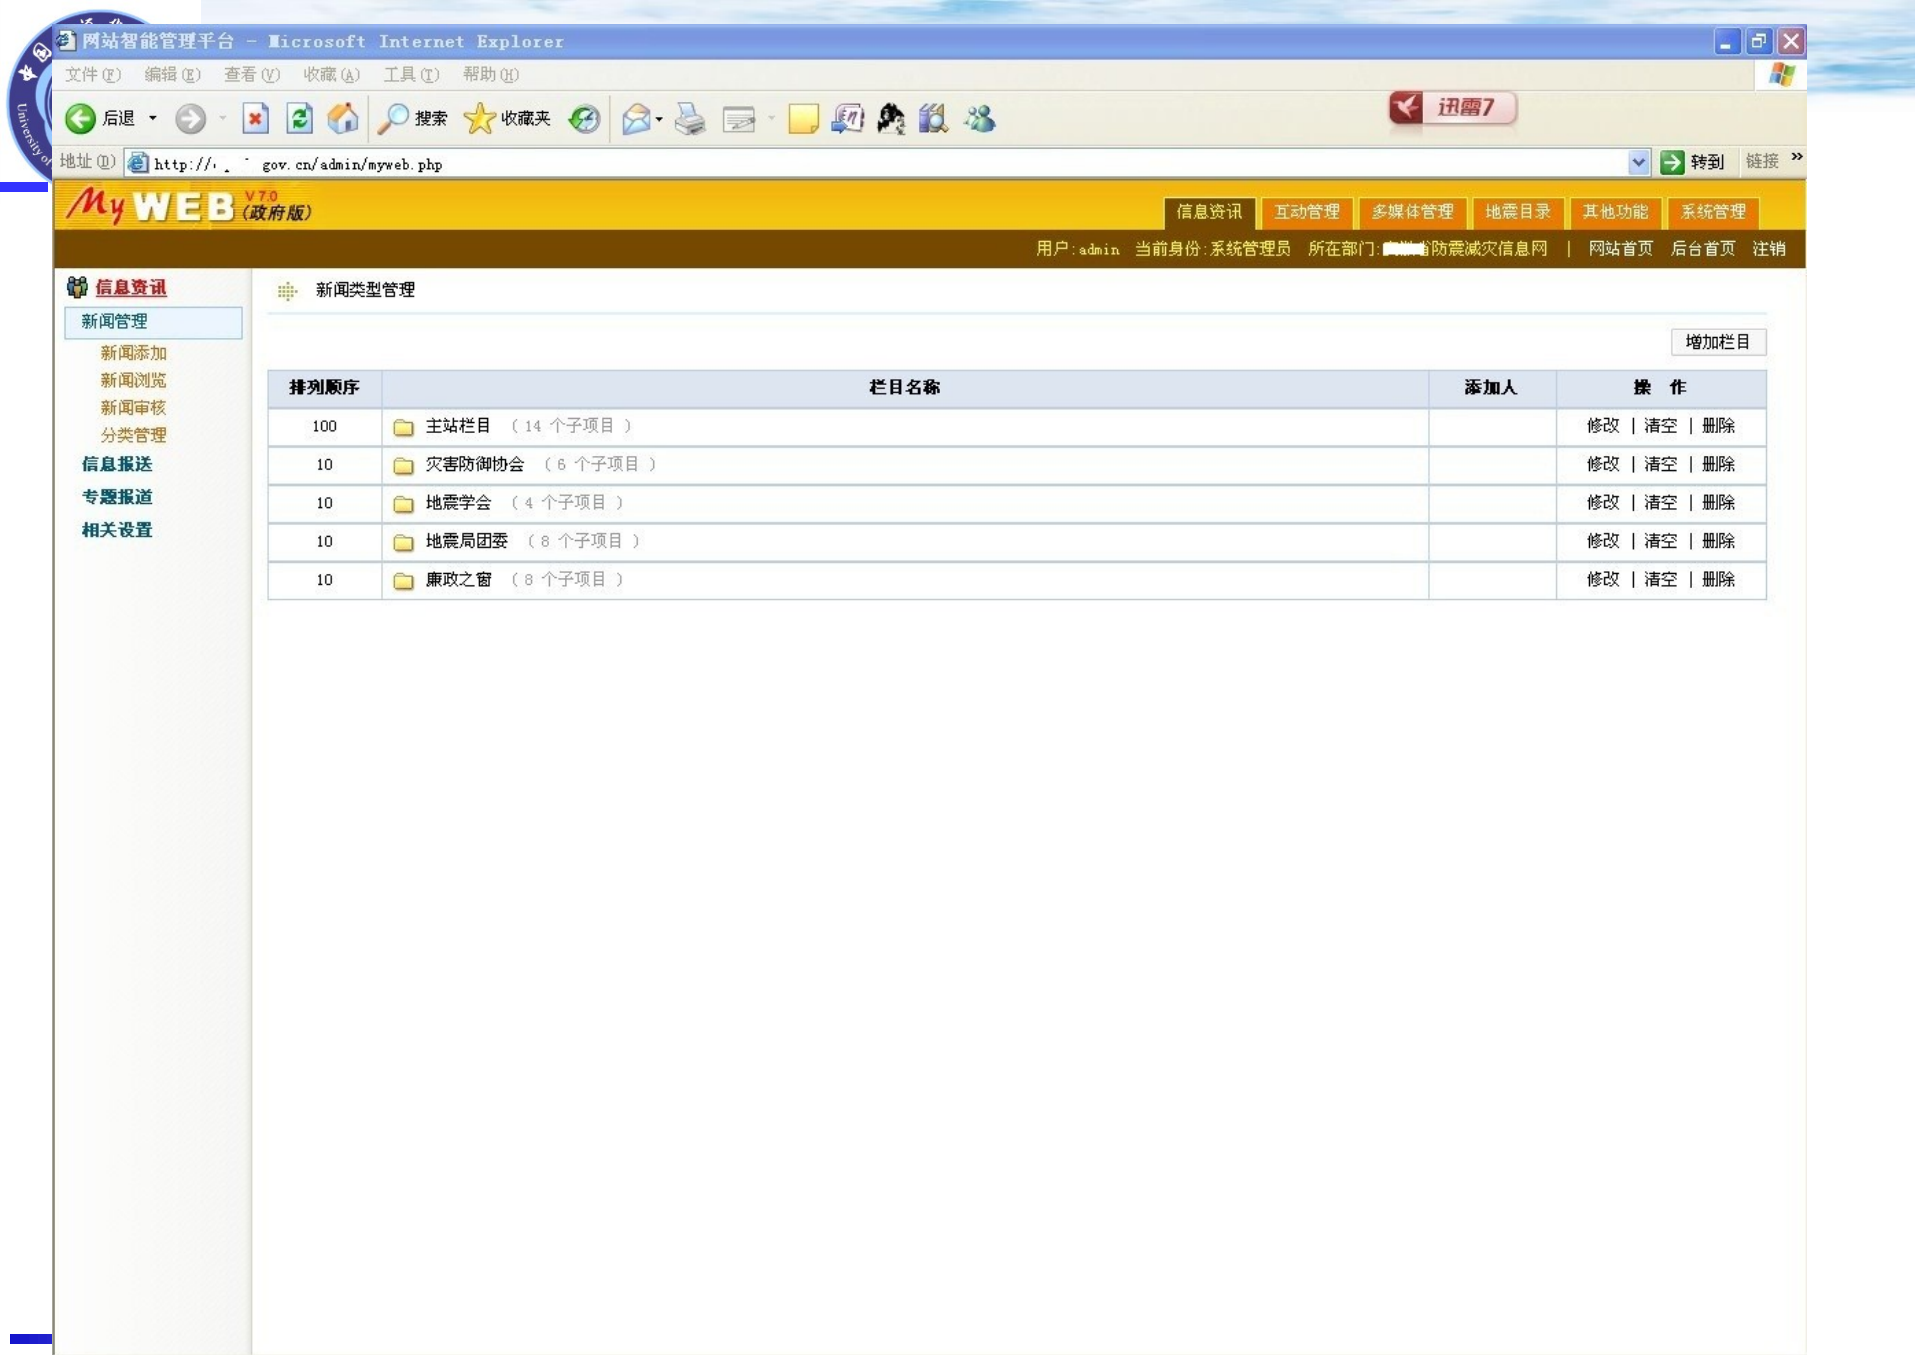 网站智能管理平台 - Microsoft Internet Explorer
文件(F) 编辑(E) 查看(V) 收藏(A) 工具(T) 帮助(H)
后退 搜索 收藏夹 迅雷7
地址(D) http:// gov.cn/admin/myweb.php 转到 链接 »
My WEB V7.0 (政府版)
信息资讯 互动管理 多媒体管理 地震目录 其他功能 系统管理
用户:admin 当前身份:系统管理员 所在部门: 省防震减灾信息网 | 网站首页 后台首页 注销
信息资讯
新闻管理
新闻添加
新闻浏览
新闻审核
分类管理
信息报送
专题报道
相关设置
新闻类型管理
增加栏目
排列顺序 栏目名称 添加人 操 作
100 主站栏目 ( 14 个子项目 ) 修改 | 清空 | 删除
10 灾害防御协会 ( 6 个子项目 ) 修改 | 清空 | 删除
10 地震学会 ( 4 个子项目 ) 修改 | 清空 | 删除
10 地震局团委 ( 8 个子项目 ) 修改 | 清空 | 删除
10 廉政之窗 ( 8 个子项目 ) 修改 | 清空 | 删除
University of